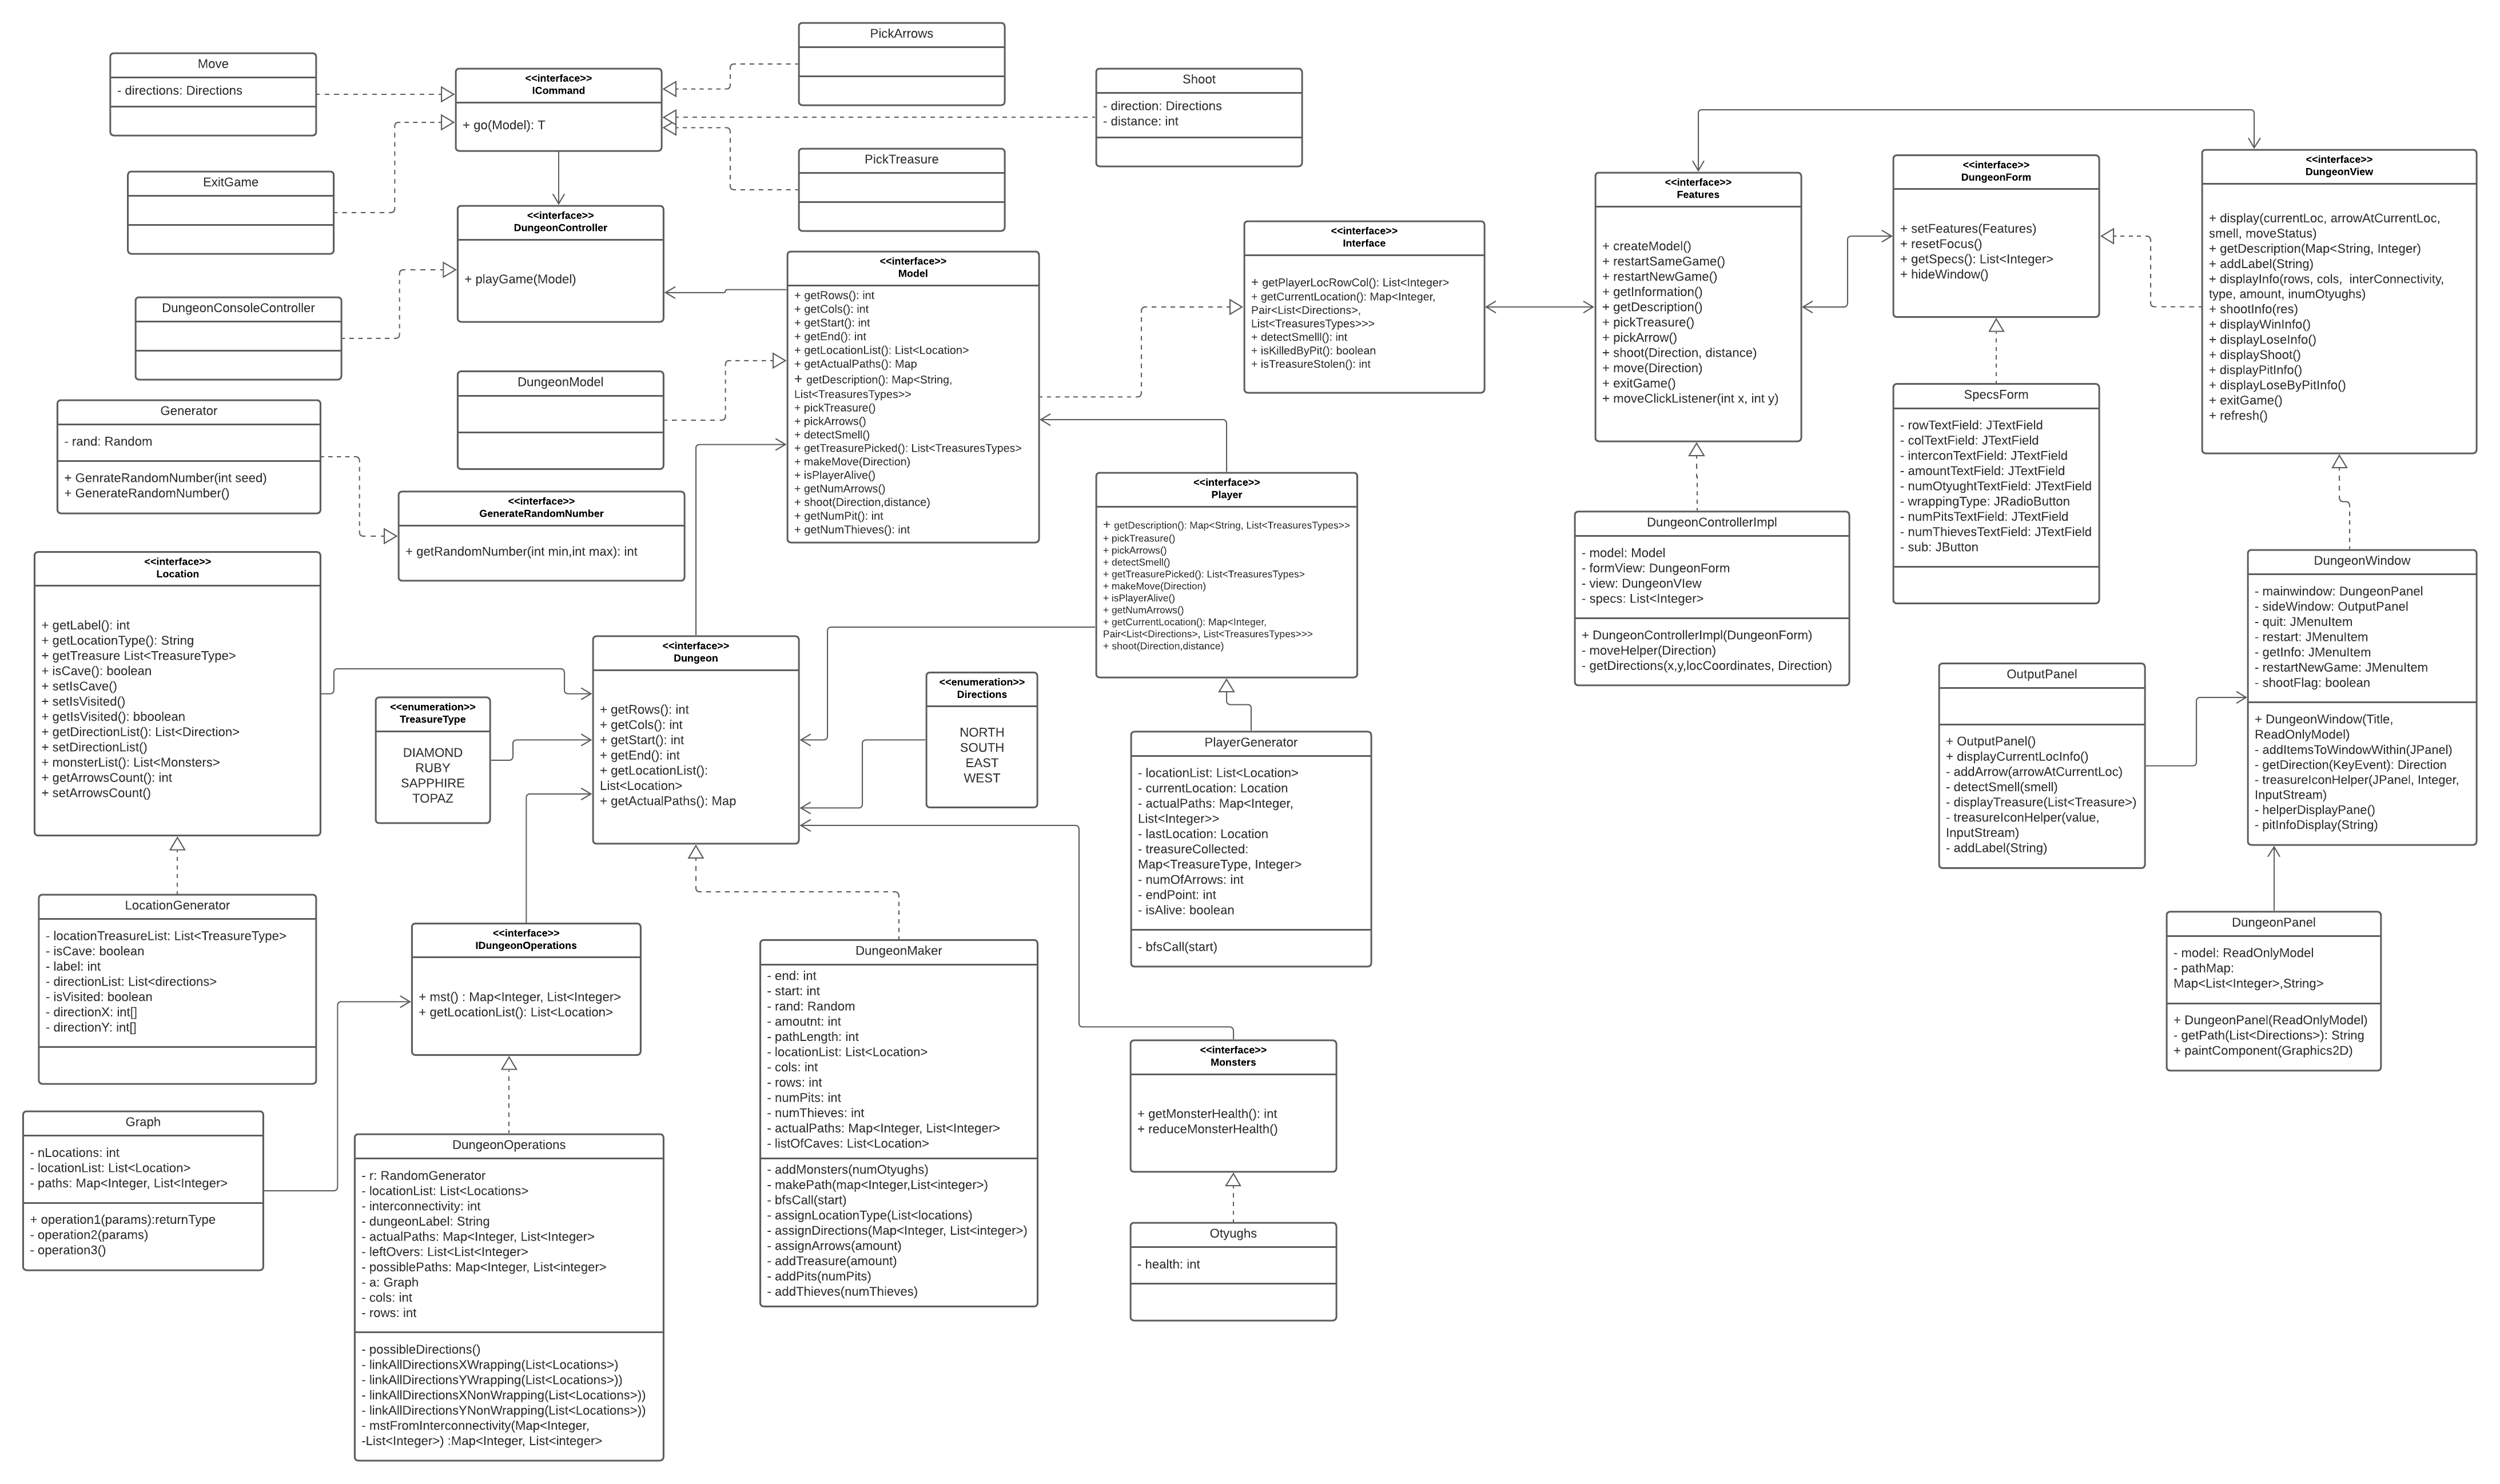 Move
- directions: Directions
<<interface>>
ICommand
+ go(Model): T
PickArrows
Shoot
- direction: Directions
- distance: int
PickTreasure
ExitGame
<<interface>>
DungeonController
+ playGame(Model)
DungeonConsoleController
<<interface>>
Model
+ getRows(): int
+ getCols(): int
+ getStart(): int
+ getEnd(): int
+ getLocationList(): List<Location>
+ getActualPaths(): Map
+ getDescription(): Map<String,
List<TreasuresTypes>>
+ pickTreasure()
+ pickArrows()
+ detectSmell()
+ getTreasurePicked(): List<TreasuresTypes>
+ makeMove(Direction)
+ isPlayerAlive()
+ getNumArrows()
+ shoot(Direction,distance)
+ getNumPit(): int
+ getNumThieves(): int
<<interface>>
Interface
+ getPlayerLocRowCol(): List<Integer>
+ getCurrentLocation(): Map<Integer,
Pair<List<Directions>,
List<TreasuresTypes>>>
+ detectSmelll(): int
+ isKilledByPit(): boolean
+ isTreasureStolen(): int
<<interface>>
Features
+ createModel()
+ restartSameGame()
+ restartNewGame()
+ getInformation()
+ getDescription()
+ pickTreasure()
+ pickArrow()
+ shoot(Direction, distance)
+ move(Direction)
+ exitGame()
+ moveClickListener(int x, int y)
<<interface>>
DungeonForm
+ setFeatures(Features)
+ resetFocus()
+ getSpecs(): List<Integer>
+ hideWindow()
<<interface>>
DungeonView
+ display(currentLoc, arrowAtCurrentLoc,
smell, moveStatus)
+ getDescription(Map<String, Integer)
+ addLabel(String)
+ displayInfo(rows, cols,  interConnectivity,
type, amount, inumOtyughs)
+ shootInfo(res)
+ displayWinInfo()
+ displayLoseInfo()
+ displayShoot()
+ displayPitInfo()
+ displayLoseByPitInfo()
+ exitGame()
+ refresh()
DungeonModel
Generator
- rand: Random
+ GenrateRandomNumber(int seed)
+ GenerateRandomNumber()
<<interface>>
GenerateRandomNumber
+ getRandomNumber(int min,int max): int
<<interface>>
Player
+ getDescription(): Map<String, List<TreasuresTypes>>
+ pickTreasure()
+ pickArrows()
+ detectSmell()
+ getTreasurePicked(): List<TreasuresTypes>
+ makeMove(Direction)
+ isPlayerAlive()
+ getNumArrows()
+ getCurrentLocation(): Map<Integer,
Pair<List<Directions>, List<TreasuresTypes>>>
+ shoot(Direction,distance)
DungeonControllerImpl
- model: Model
- formView: DungeonForm
- view: DungeonVIew
- specs: List<Integer>
+ DungeonControllerImpl(DungeonForm)
- moveHelper(Direction)
- getDirections(x,y,locCoordinates, Direction)
SpecsForm
- rowTextField: JTextField
- colTextField: JTextField
- interconTextField: JTextField
- amountTextField: JTextField
- numOtyughtTextField: JTextField
- wrappingType: JRadioButton
- numPitsTextField: JTextField
- numThievesTextField: JTextField
- sub: JButton
DungeonWindow
- mainwindow: DungeonPanel
- sideWindow: OutputPanel
- quit: JMenuItem
- restart: JMenuItem
- getInfo: JMenuItem
- restartNewGame: JMenuItem
- shootFlag: boolean
+ DungeonWindow(Title,
ReadOnlyModel)
- addItemsToWindowWithin(JPanel)
- getDirection(KeyEvent): Direction
- treasureIconHelper(JPanel, Integer,
InputStream)
- helperDisplayPane()
- pitInfoDisplay(String)
OutputPanel
+ OutputPanel()
+ displayCurrentLocInfo()
- addArrow(arrowAtCurrentLoc)
- detectSmell(smell)
- displayTreasure(List<Treasure>)
- treasureIconHelper(value,
InputStream)
- addLabel(String)
<<interface>>
Location
+ getLabel(): int
+ getLocationType(): String
+ getTreasure List<TreasureType>
+ isCave(): boolean
+ setIsCave()
+ setIsVisited()
+ getIsVisited(): bboolean
+ getDirectionList(): List<Direction>
+ setDirectionList()
+ monsterList(): List<Monsters>
+ getArrowsCount(): int
+ setArrowsCount()
<<enumeration>>
TreasureType
DIAMOND
RUBY
SAPPHIRE
TOPAZ
<<interface>>
Dungeon
+ getRows(): int
+ getCols(): int
+ getStart(): int
+ getEnd(): int
+ getLocationList():
List<Location>
+ getActualPaths(): Map
<<enumeration>>
Directions
NORTH
SOUTH
EAST
WEST
PlayerGenerator
- locationList: List<Location>
- currentLocation: Location
- actualPaths: Map<Integer,
List<Integer>>
- lastLocation: Location
- treasureCollected:
Map<TreasureType, Integer>
- numOfArrows: int
- endPoint: int
- isAlive: boolean
- bfsCall(start)
DungeonPanel
- model: ReadOnlyModel
- pathMap:
Map<List<Integer>,String>
+ DungeonPanel(ReadOnlyModel)
- getPath(List<Directions>): String
+ paintComponent(Graphics2D)
LocationGenerator
- locationTreasureList: List<TreasureType>
- isCave: boolean
- label: int
- directionList: List<directions>
- isVisited: boolean
- directionX: int[]
- directionY: int[]
<<interface>>
IDungeonOperations
+ mst() : Map<Integer, List<Integer>
+ getLocationList(): List<Location>
DungeonMaker
- end: int
- start: int
- rand: Random
- amoutnt: int
- pathLength: int
- locationList: List<Location>
- cols: int
- rows: int
- numPits: int
- numThieves: int
- actualPaths: Map<Integer, List<Integer>
- listOfCaves: List<Location>
- addMonsters(numOtyughs)
- makePath(map<Integer,List<integer>)
- bfsCall(start)
- assignLocationType(List<locations)
- assignDirections(Map<Integer, List<integer>)
- assignArrows(amount)
- addTreasure(amount)
- addPits(numPits)
- addThieves(numThieves)
<<interface>>
Monsters
+ getMonsterHealth(): int
+ reduceMonsterHealth()
Graph
- nLocations: int
- locationList: List<Location>
- paths: Map<Integer, List<Integer>
+ operation1(params):returnType
- operation2(params)
- operation3()
DungeonOperations
- r: RandomGenerator
- locationList: List<Locations>
- interconnectivity: int
- dungeonLabel: String
- actualPaths: Map<Integer, List<Integer>
- leftOvers: List<List<Integer>
- possiblePaths: Map<Integer, List<integer>
- a: Graph
- cols: int
- rows: int
- possibleDirections()
- linkAllDirectionsXWrapping(List<Locations>)
- linkAllDirectionsYWrapping(List<Locations>))
- linkAllDirectionsXNonWrapping(List<Locations>))
- linkAllDirectionsYNonWrapping(List<Locations>))
- mstFromInterconnectivity(Map<Integer,
-List<Integer>) :Map<Integer, List<integer>
Otyughs
- health: int